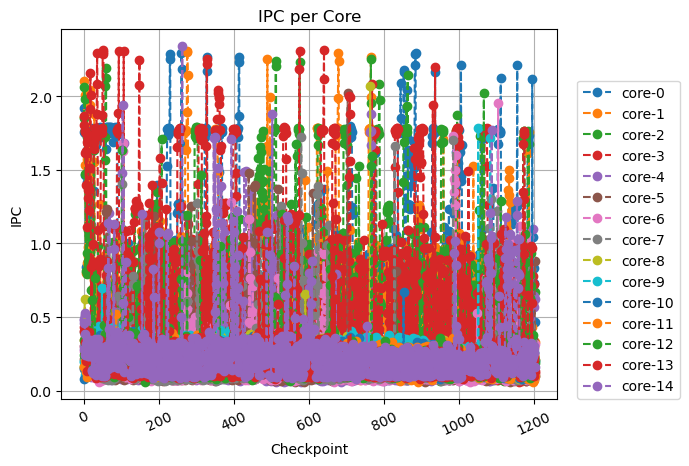 IPC per Core
IPC
2.0
1.5
1.0
0.5
0.0
0
200
400
600
800
1000
1200
Checkpoint
core-0
core-1
core-2
core-3
core-4
core-5
core-6
core-7
core-8
core-9
core-10
core-11
core-12
core-13
core-14